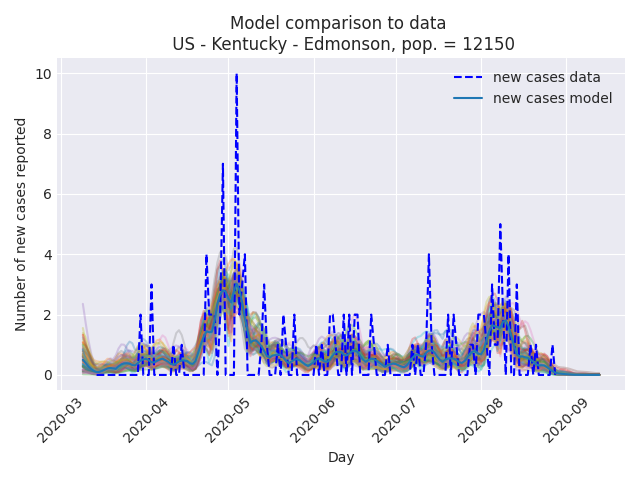 Model comparison to data
US - Kentucky - Edmonson, pop. = 12150
new cases data
new cases model
Number of new cases reported
10
8
6
4
2
0
2020-03
2020-04
2020-05
2020-06
2020-07
2020-08
2020-09
Day